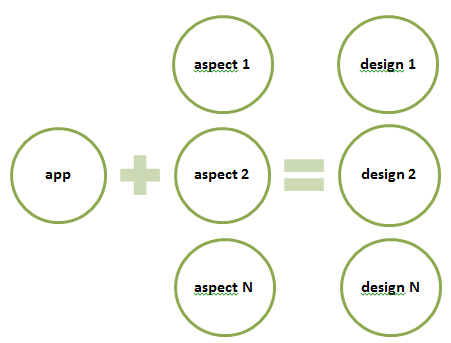 aspect 1
design 1
app
aspect 2
design 2
aspect N
design N